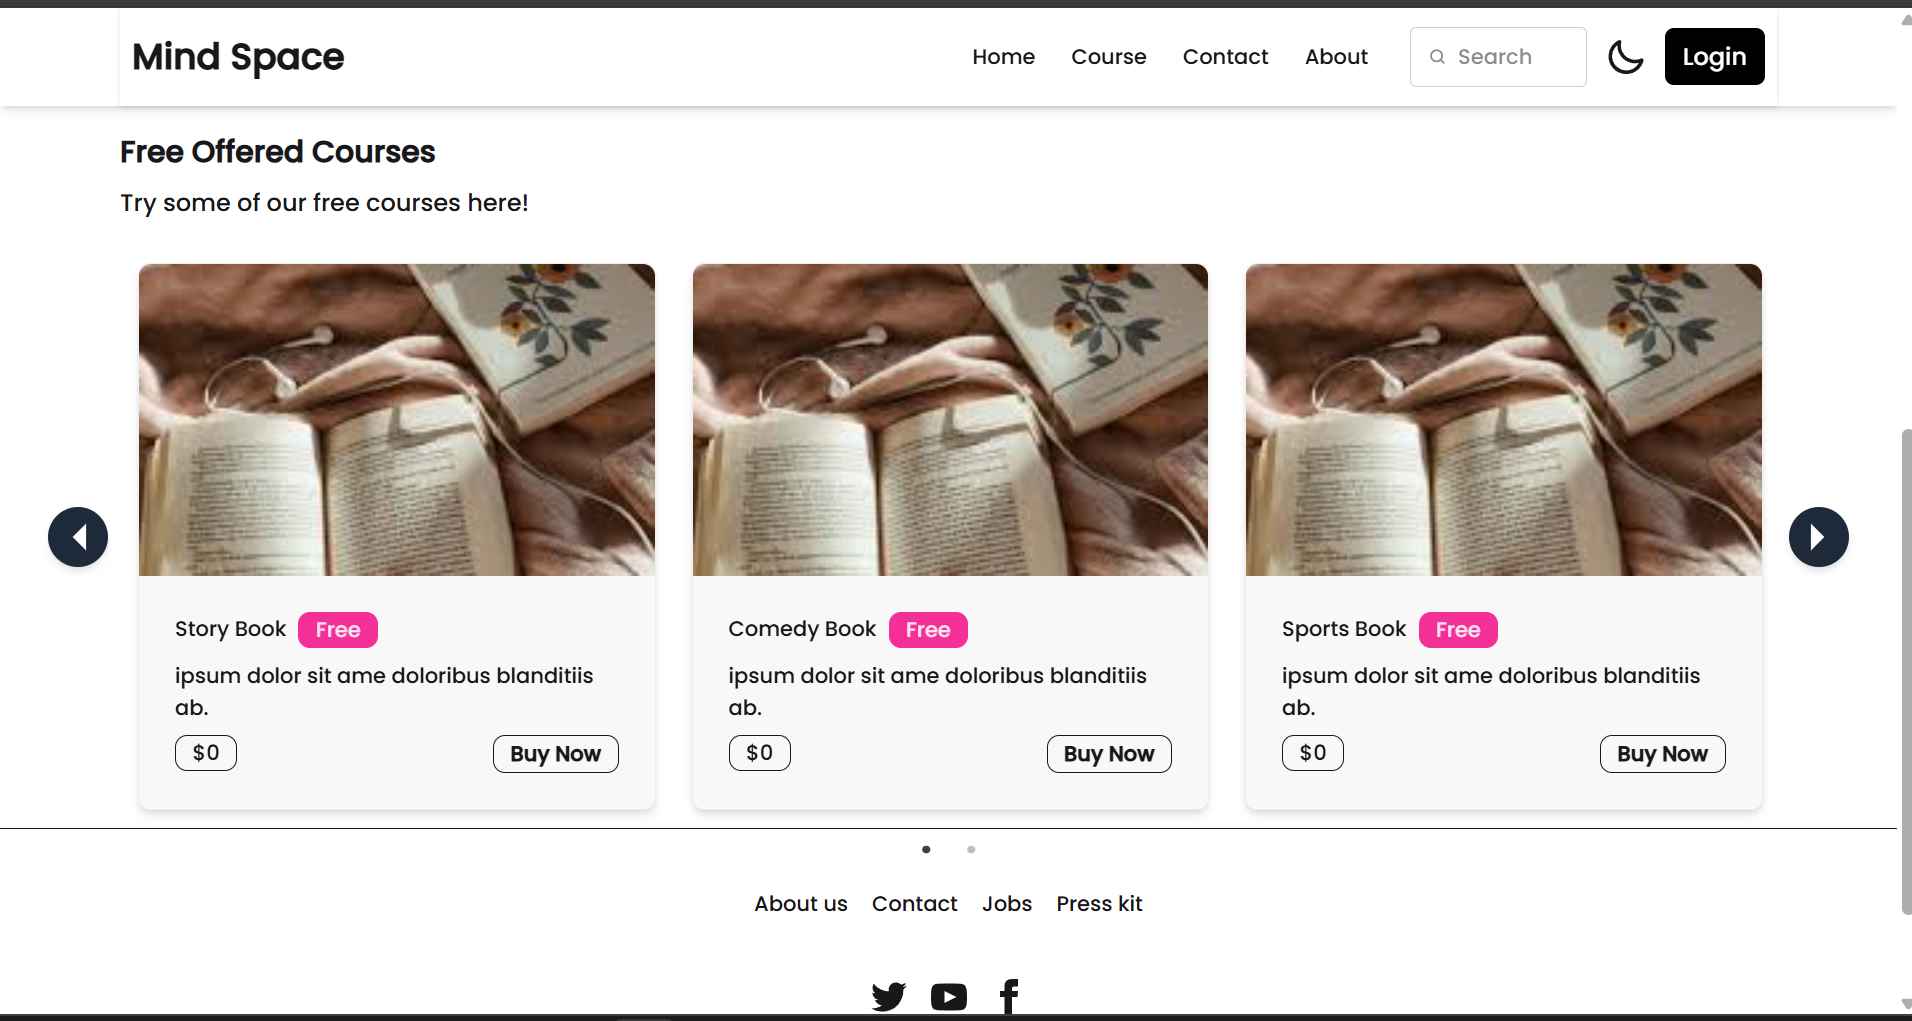 Mind Space
Home Course Contact About Search Login
Free Offered Courses
Try some of our free courses here!
Story Book Free
ipsum dolor sit ame doloribus blanditiis
ab.
$0 Buy Now
Comedy Book Free
ipsum dolor sit ame doloribus blanditiis
ab.
$0 Buy Now
Sports Book Free
ipsum dolor sit ame doloribus blanditiis
ab.
$0 Buy Now
About us Contact Jobs Press kit